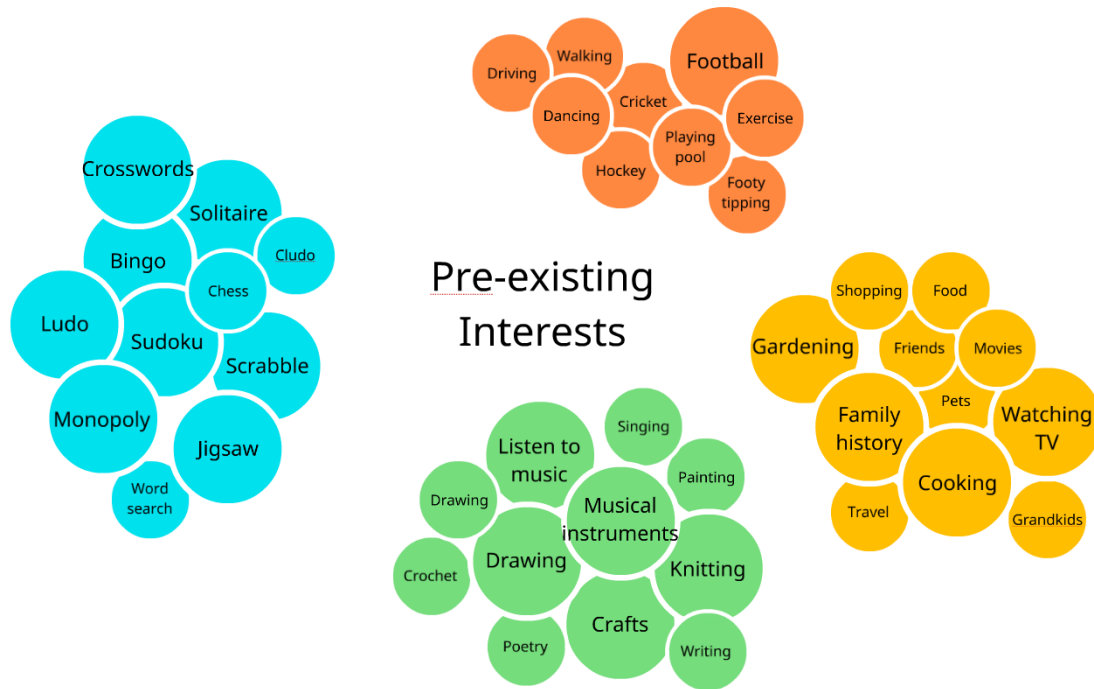 Pre-existing
Interests
Crosswords
Solitaire
Bingo
Cludo
Chess
Ludo
Sudoku
Scrabble
Monopoly
Jigsaw
Word
search
Football
Walking
Driving
Cricket
Dancing
Exercise
Playing
pool
Hockey
Footy
tipping
Shopping
Food
Gardening
Friends
Movies
Pets
Family
history
Watching
TV
Cooking
Travel
Grandkids
Singing
Listen to
music
Painting
Drawing
Musical
instruments
Drawing
Knitting
Crochet
Crafts
Poetry
Writing